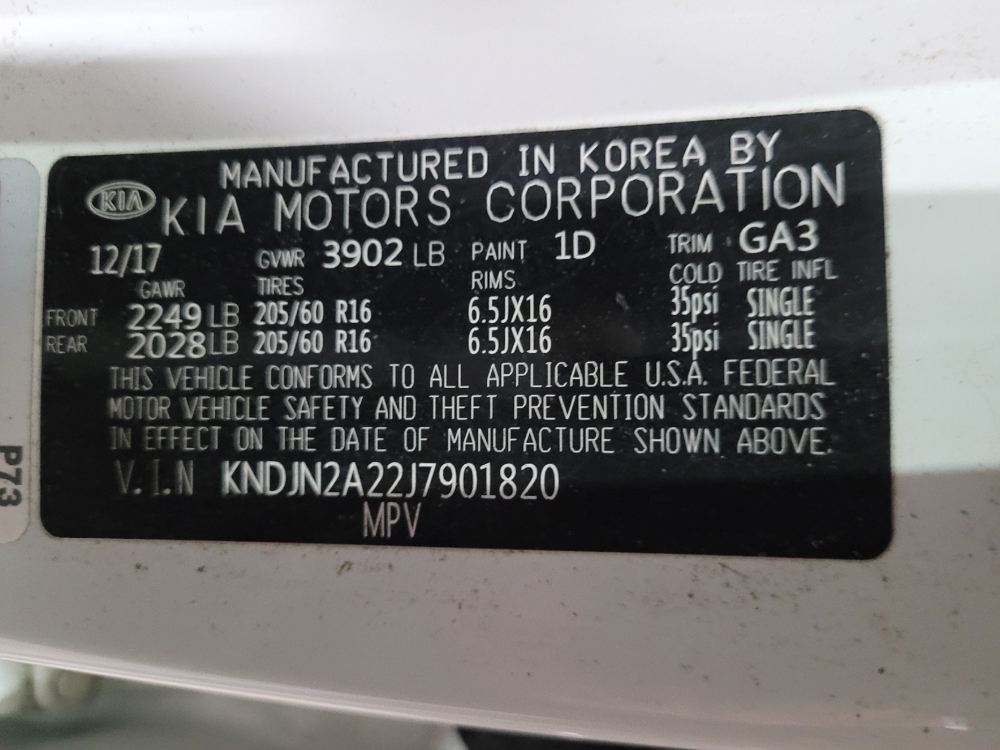 MANUFACTURED IN KOREA BY
KIA KIA MOTORS CORPORATION
12/17 GVWR 3902 LB PAINT 1D TRIM GA3
GAWR TIRES RIMS COLD TIRE INFL
FRONT 2249 LB 205/60 R16 6.5JX16 35psi SINGLE
REAR 2028 LB 205/60 R16 6.5JX16 35psi SINGLE
THIS VEHICLE CONFORMS TO ALL APPLICABLE U.S.A. FEDERAL
MOTOR VEHICLE SAFETY AND THEFT PREVENTION STANDARDS
IN EFFECT ON THE DATE OF MANUFACTURE SHOWN ABOVE.
V.I.N KNDJN2A22J7901820
MPV
P73